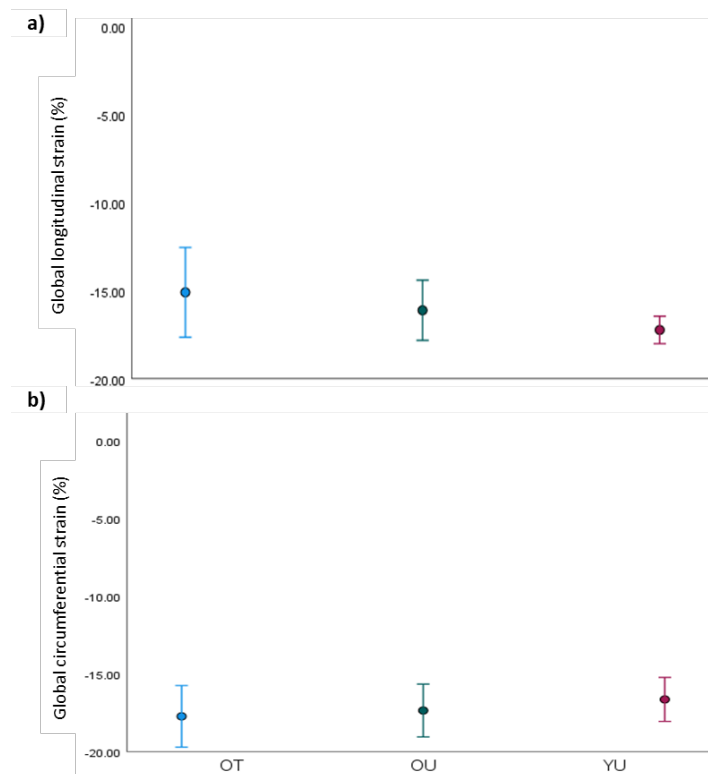 a)
Global longitudinal strain (%)
0.00
-5.00
-10.00
-15.00
-20.00
b)
Global circumferential strain (%)
0.00
-5.00
-10.00
-15.00
-20.00
OT OU YU